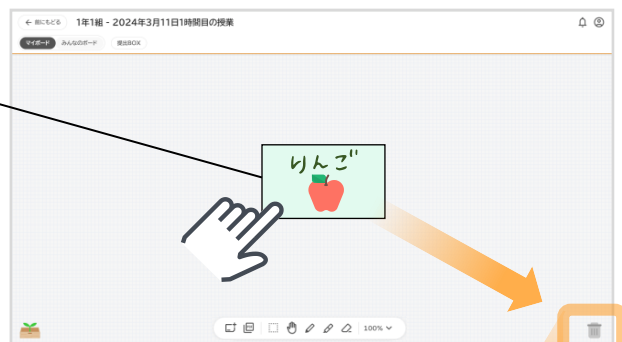 ← 前にもどる 1年1組 - 2024年3月11日1時間目の授業
マイボード みんなのボード 提出BOX
りんご
100%